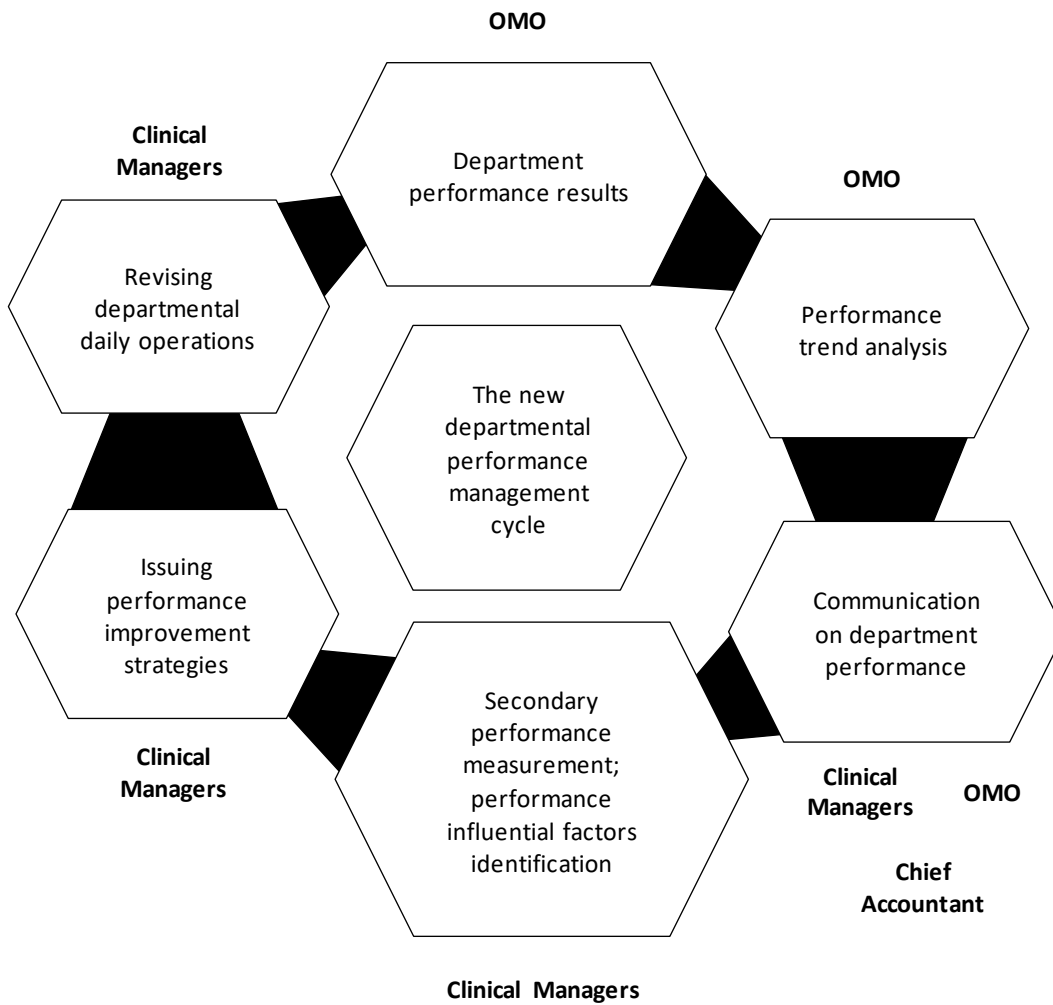 OMO
Clinical
Managers
Department
performance results
OMO
Revising
departmental
daily operations
Performance
trend analysis
The new
departmental
performance
management
cycle
Issuing
performance
improvement
strategies
Communication
on department
performance
Secondary
performance
measurement;
performance
influential factors
identification
Clinical
Managers
Clinical
Managers
OMO
Chief
Accountant
Clinical Managers